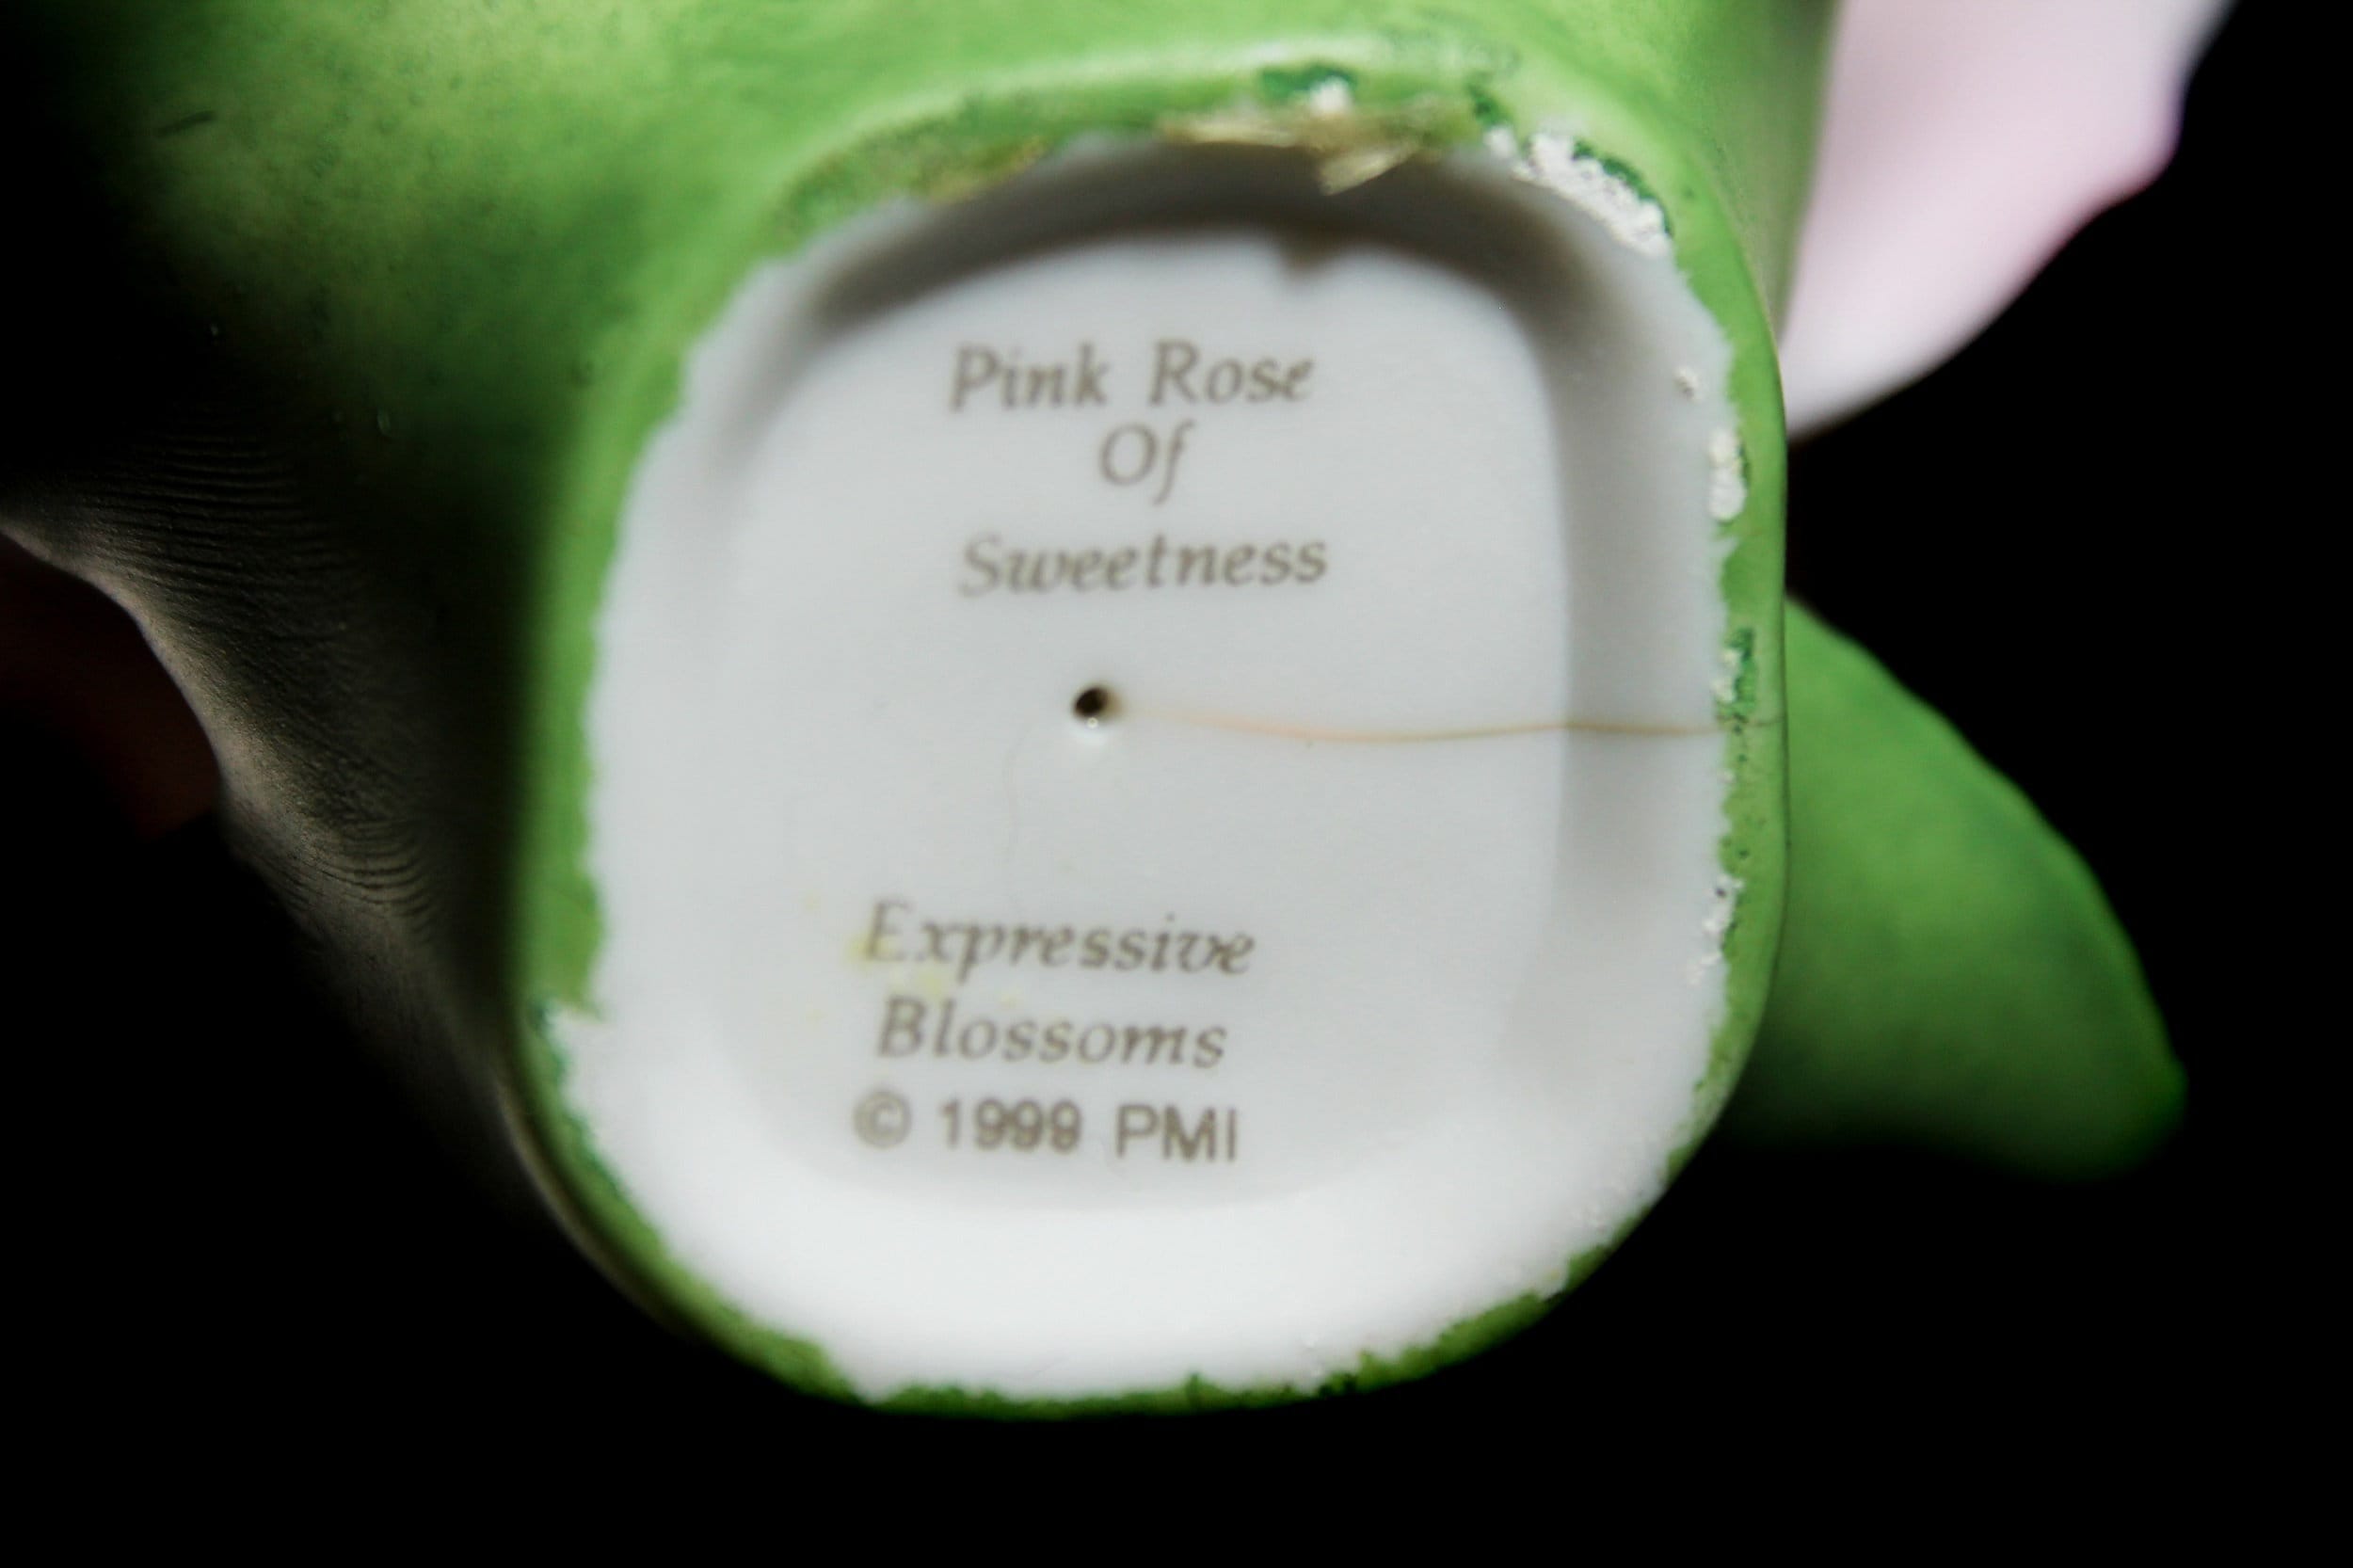 Pink Rose
Of
Sweetness
Expressive
Blossoms
© 1999 PMI